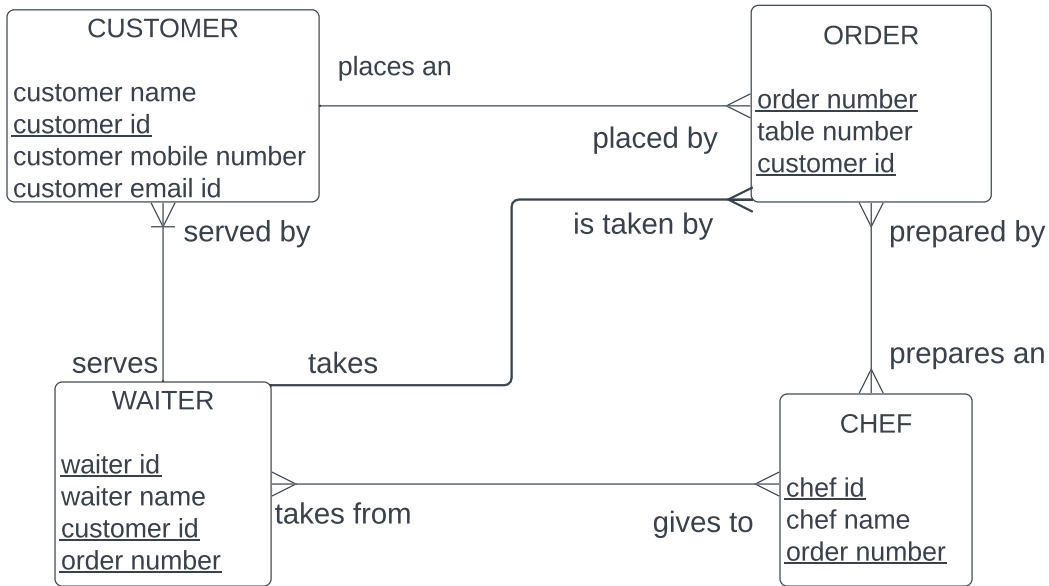 CUSTOMER
customer name
customer id
customer mobile number
customer email id
places an
placed by
ORDER
order number
table number
customer id
served by
serves
is taken by
takes
prepared by
prepares an
WAITER
waiter id
waiter name
customer id
order number
takes from
gives to
CHEF
chef id
chef name
order number